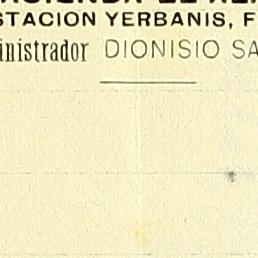 STACION YERBANIS, F
inistrador DIONISIO SA